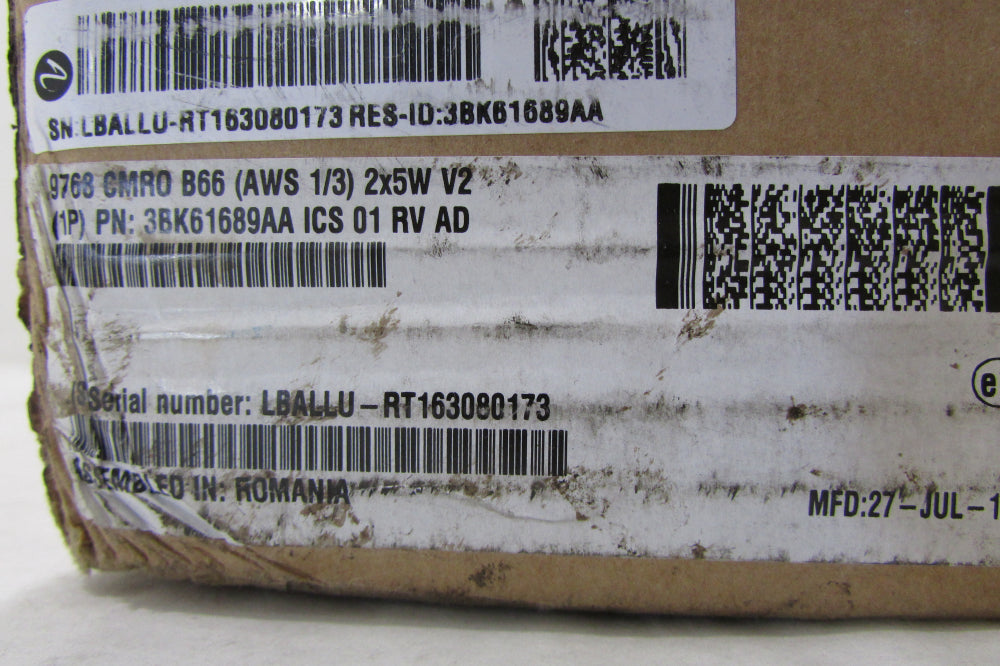 SN:LBALLU-RT163080173 RES-ID:3BK61689AA
9768 CMRO B66 (AWS 1/3) 2x5W V2
(1P) PN: 3BK61689AA ICS 01 RV AD
(S)Serial number: LBALLU-RT163080173
ASSEMBLED IN: ROMANIA
MFD:27-JUL-1
e